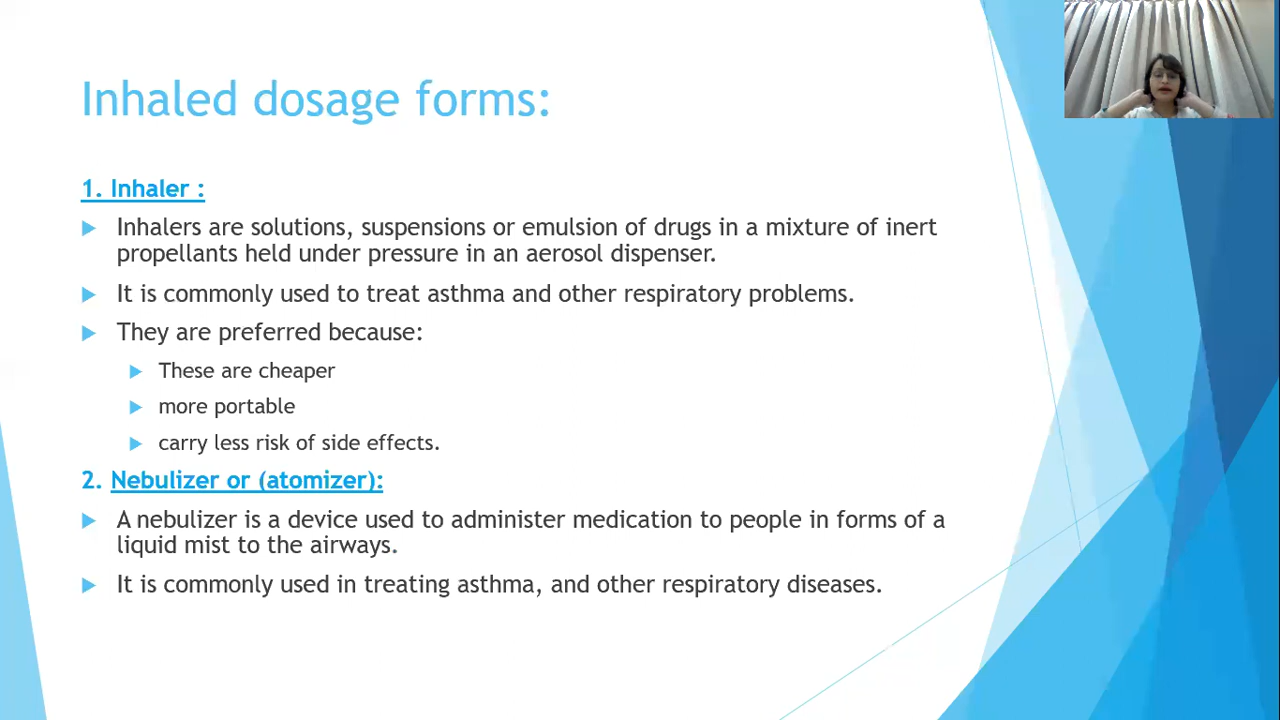 Inhaled dosage forms:
1. Inhaler :
Inhalers are solutions, suspensions or emulsion of drugs in a mixture of inert
propellants held under pressure in an aerosol dispenser.
It is commonly used to treat asthma and other respiratory problems.
They are preferred because:
These are cheaper
more portable
carry less risk of side effects.
2. Nebulizer or (atomizer):
A nebulizer is a device used to administer medication to people in forms of a
liquid mist to the airways.
It is commonly used in treating asthma, and other respiratory diseases.